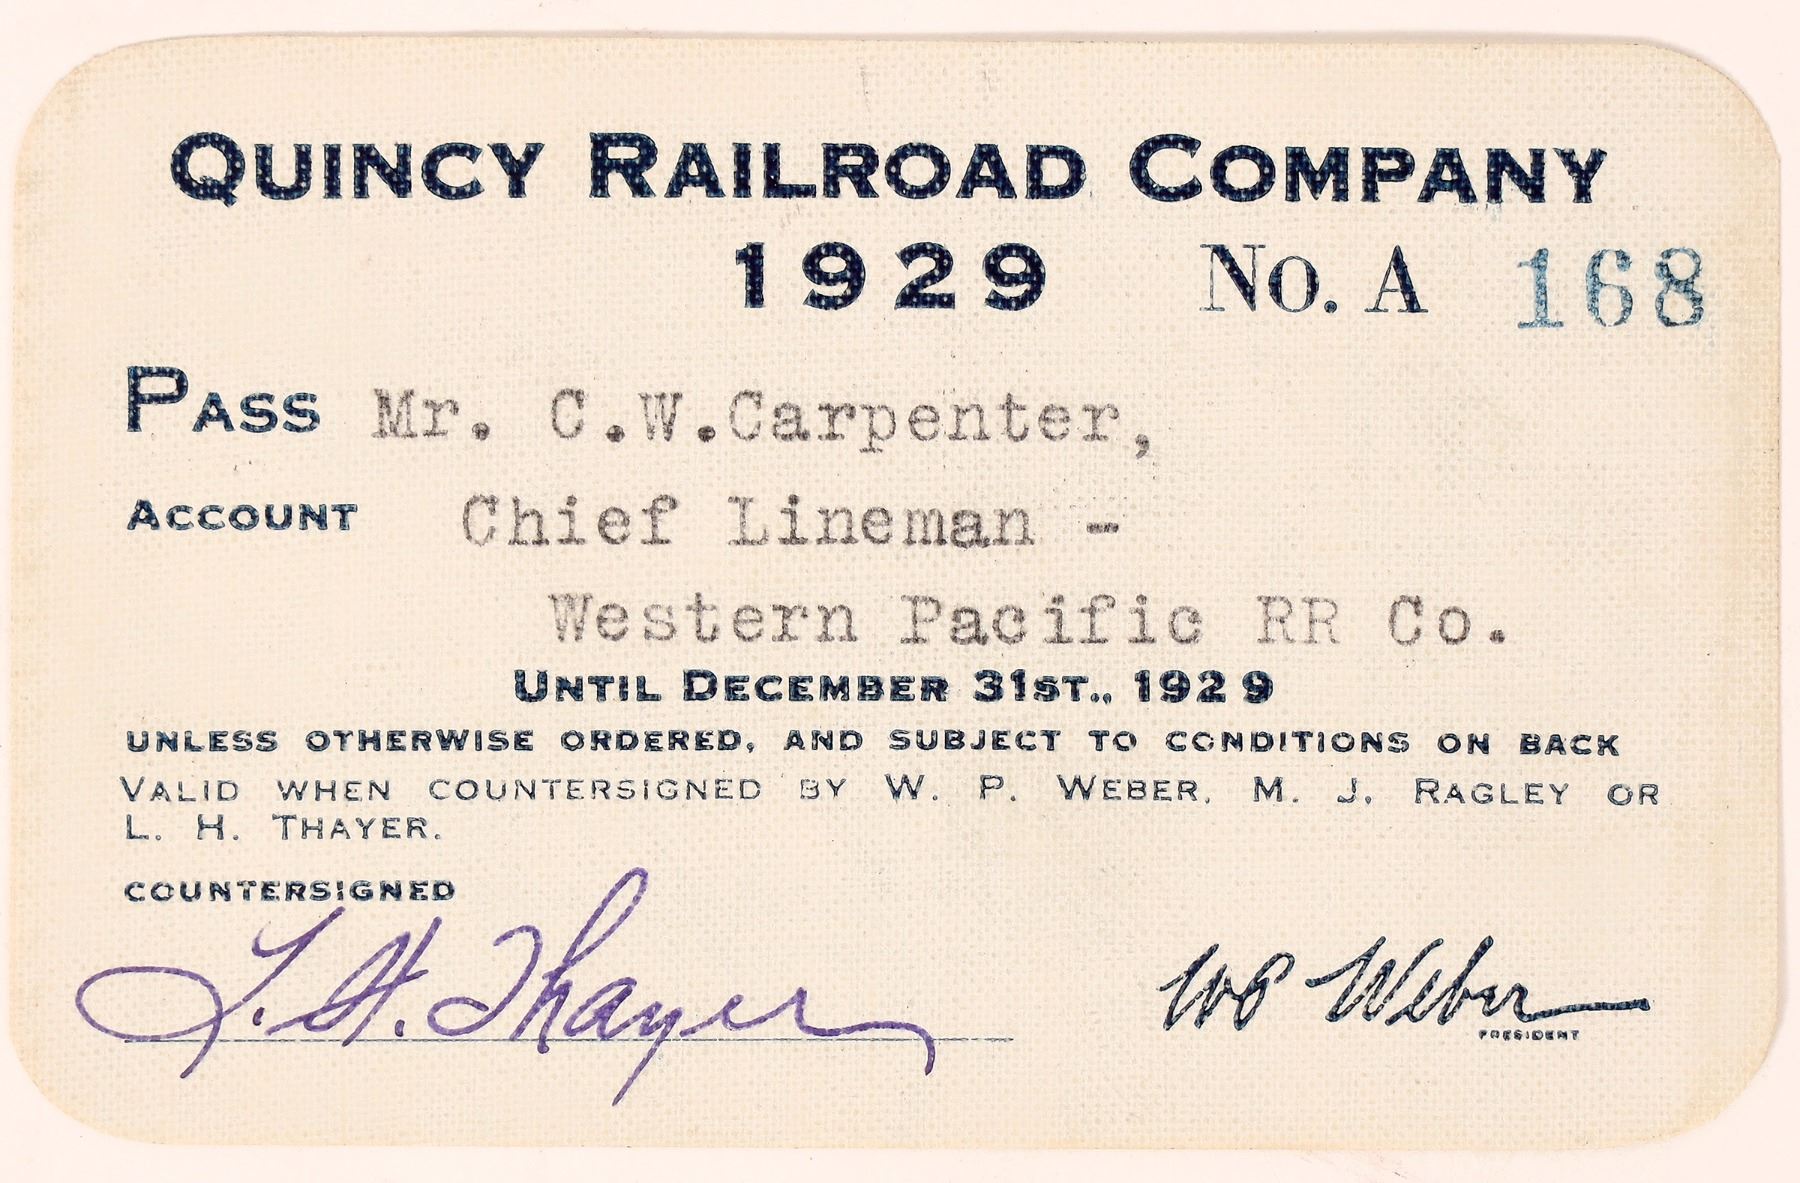 QUINCY RAILROAD COMPANY
1929 No. A 168
PASS Mr. C.W.Carpenter,
ACCOUNT Chief Lineman -
Western Pacific RR Co.
UNTIL DECEMBER 31ST., 1929
UNLESS OTHERWISE ORDERED, AND SUBJECT TO CONDITIONS ON BACK
VALID WHEN COUNTERSIGNED BY W. P. WEBER, M. J. RAGLEY OR
L. H. THAYER.
COUNTERSIGNED
L. H. Thayer
WP Weber
PRESIDENT